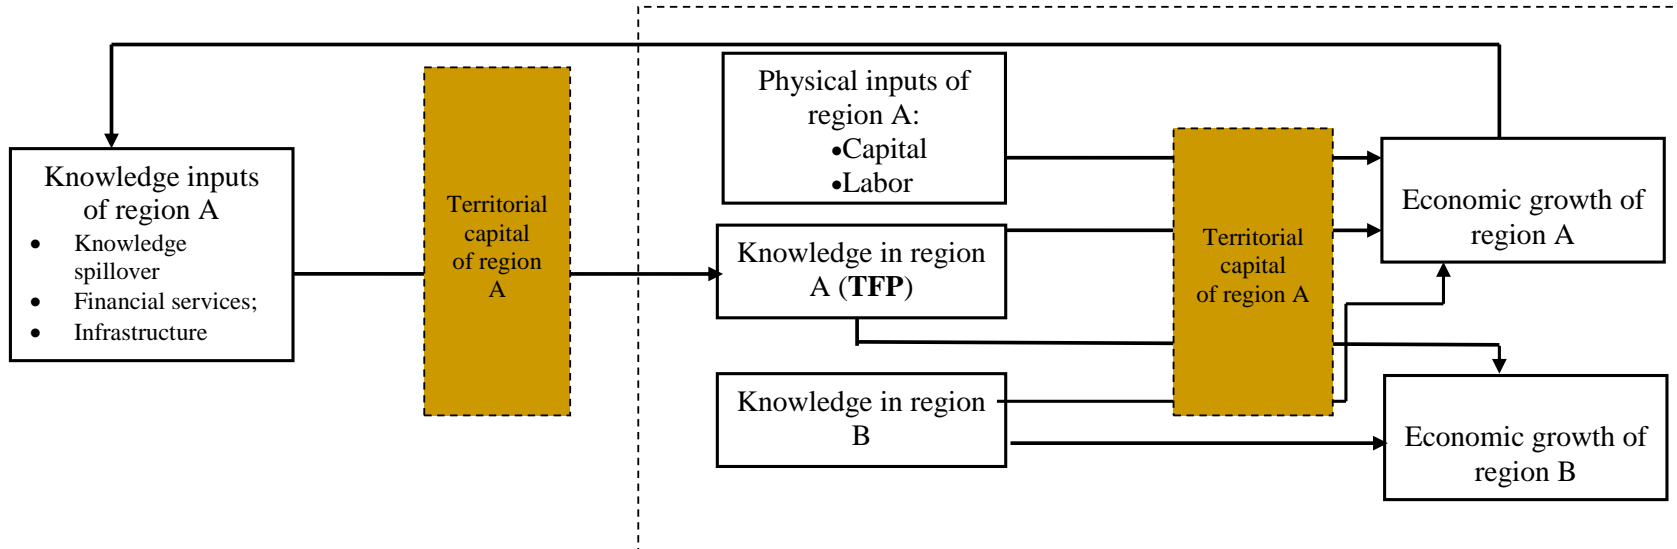 Knowledge inputs
of region A
• Knowledge
spillover
• Financial services;
• Infrastructure
Territorial
capital
of region
A
Physical inputs of
region A:
•Capital
•Labor
Knowledge in region
A (TFP)
Knowledge in region
B
Territorial
capital
of region A
Economic growth of
region A
Economic growth of
region B